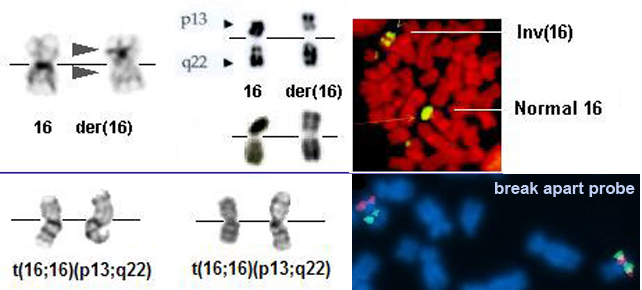 p13
q22
16 der(16)
16 der(16)
Inv(16)
Normal 16
t(16;16)(p13;q22)
t(16;16)(p13;q22)
break apart probe